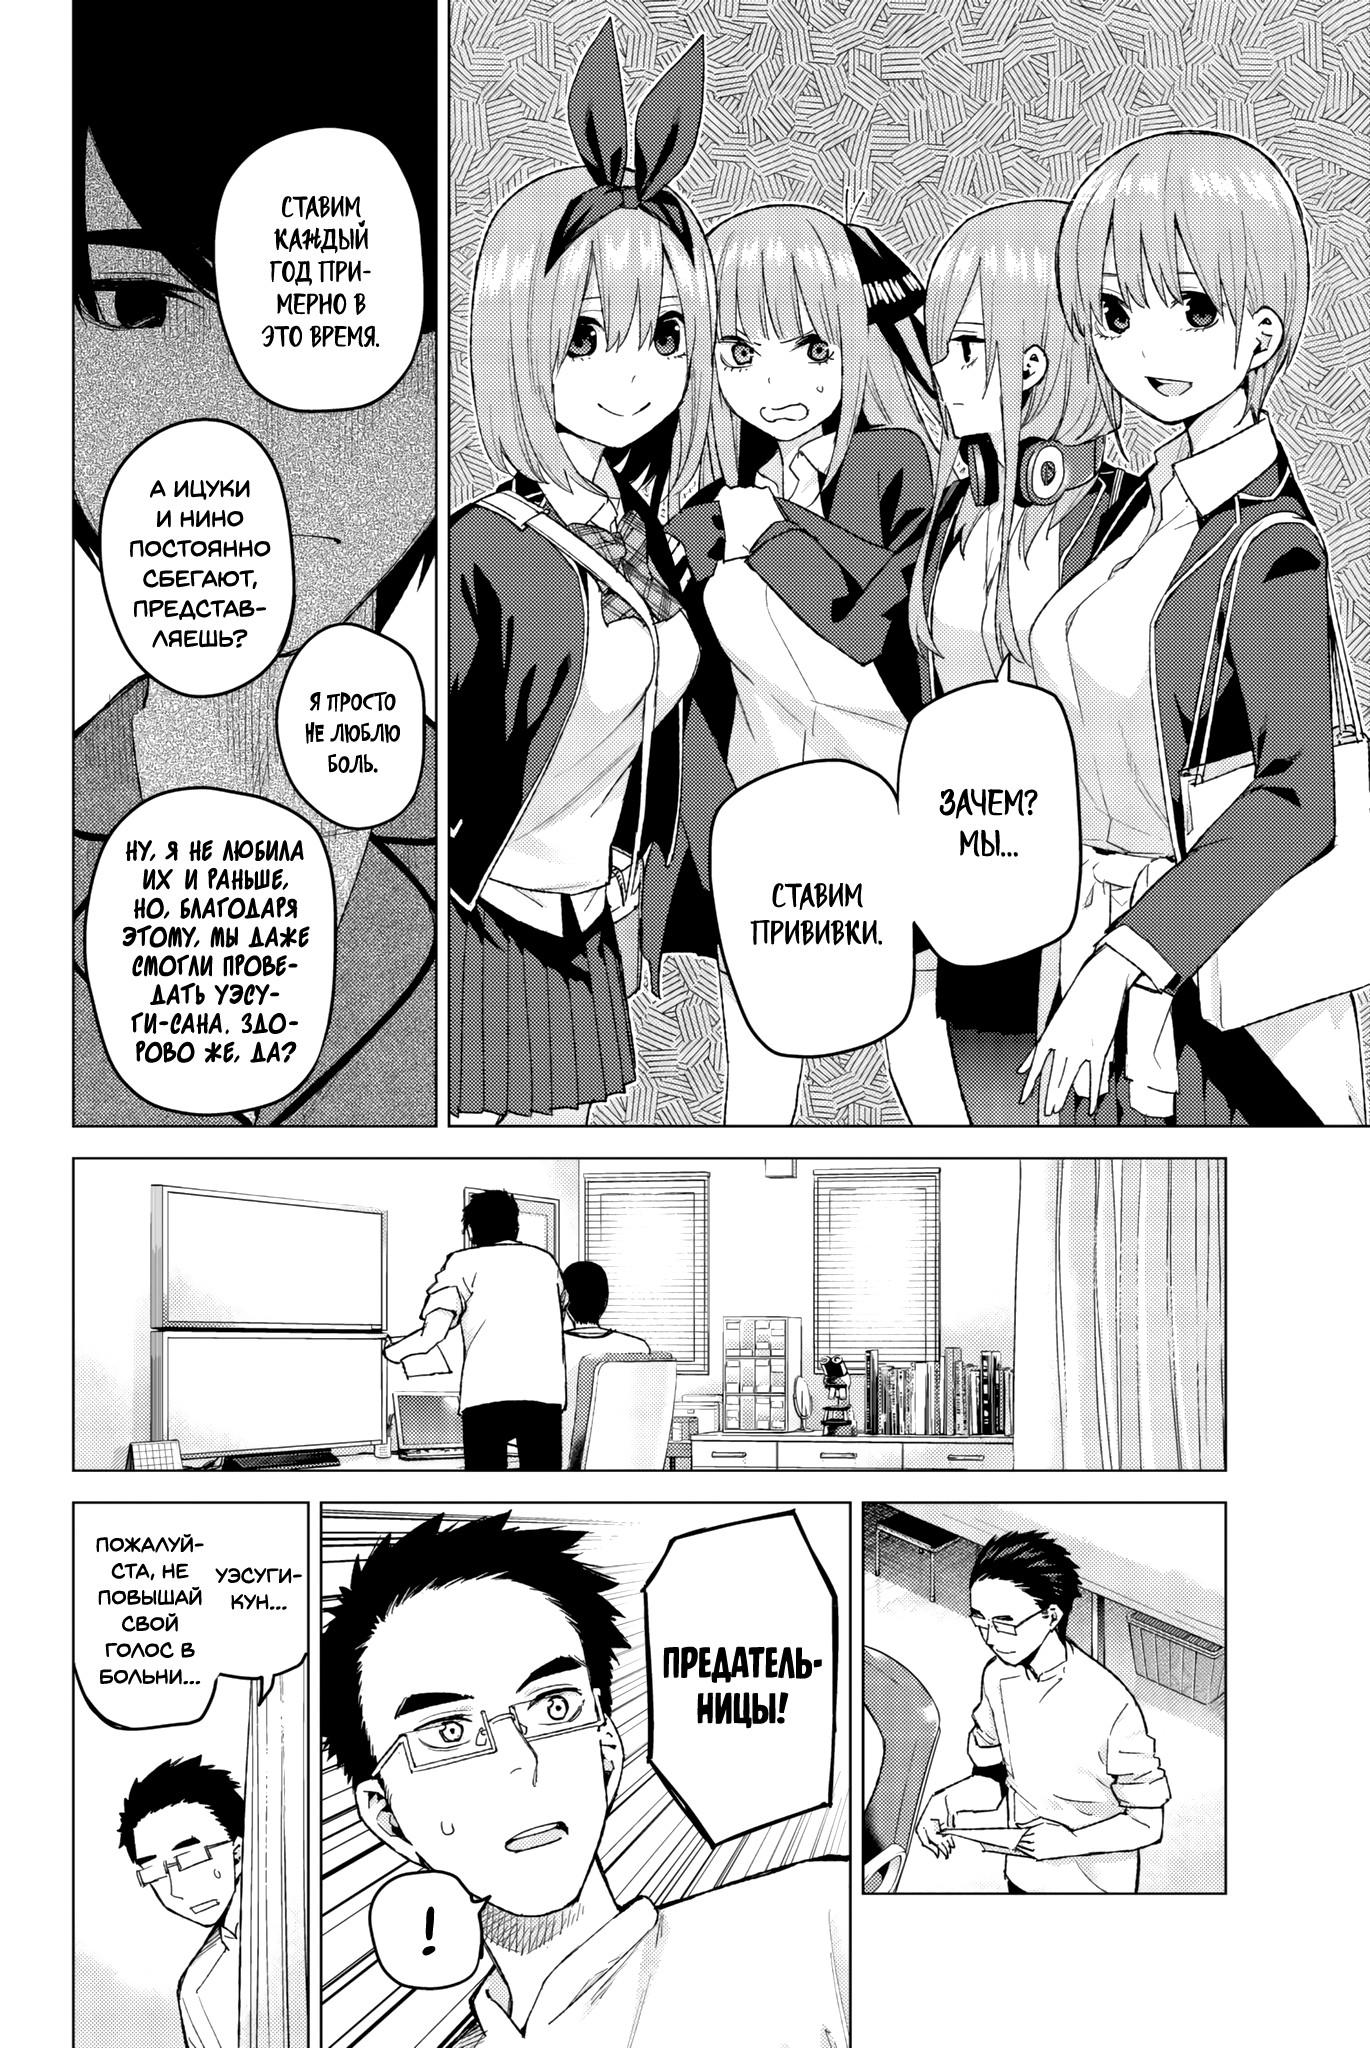 ЗАЧЕМ?
МЫ...
СТАВИМ
ПРИВИВКИ.
СТАВИМ
КАЖДЫЙ
ГОД ПРИ-
МЕРНО В
ЭТО ВРЕМЯ.
А ИЦУКИ
И НИНО
ПОСТОЯННО
СБЕГАЮТ,
ПРЕДСТАВ-
ЛЯЕШЬ?
Я ПРОСТО
НЕ ЛЮБЛЮ
БОЛЬ.
НУ, Я НЕ ЛЮБИЛА
ИХ И РАНЬШЕ,
НО, БЛАГОДАРЯ
ЭТОМУ, МЫ ДАЖЕ
СМОГЛИ ПРОВЕ-
ДАТЬ УЭСУ-
ГИ-САНА. ЗДО-
РОВО ЖЕ, ДА?
ПРЕДАТЕЛЬ-
НИЦЫ!
!
УЭСУГИ-
КУН...
ПОЖАЛУЙ-
СТА, НЕ
ПОВЫШАЙ
СВОЙ
ГОЛОС В
БОЛЬНИ...